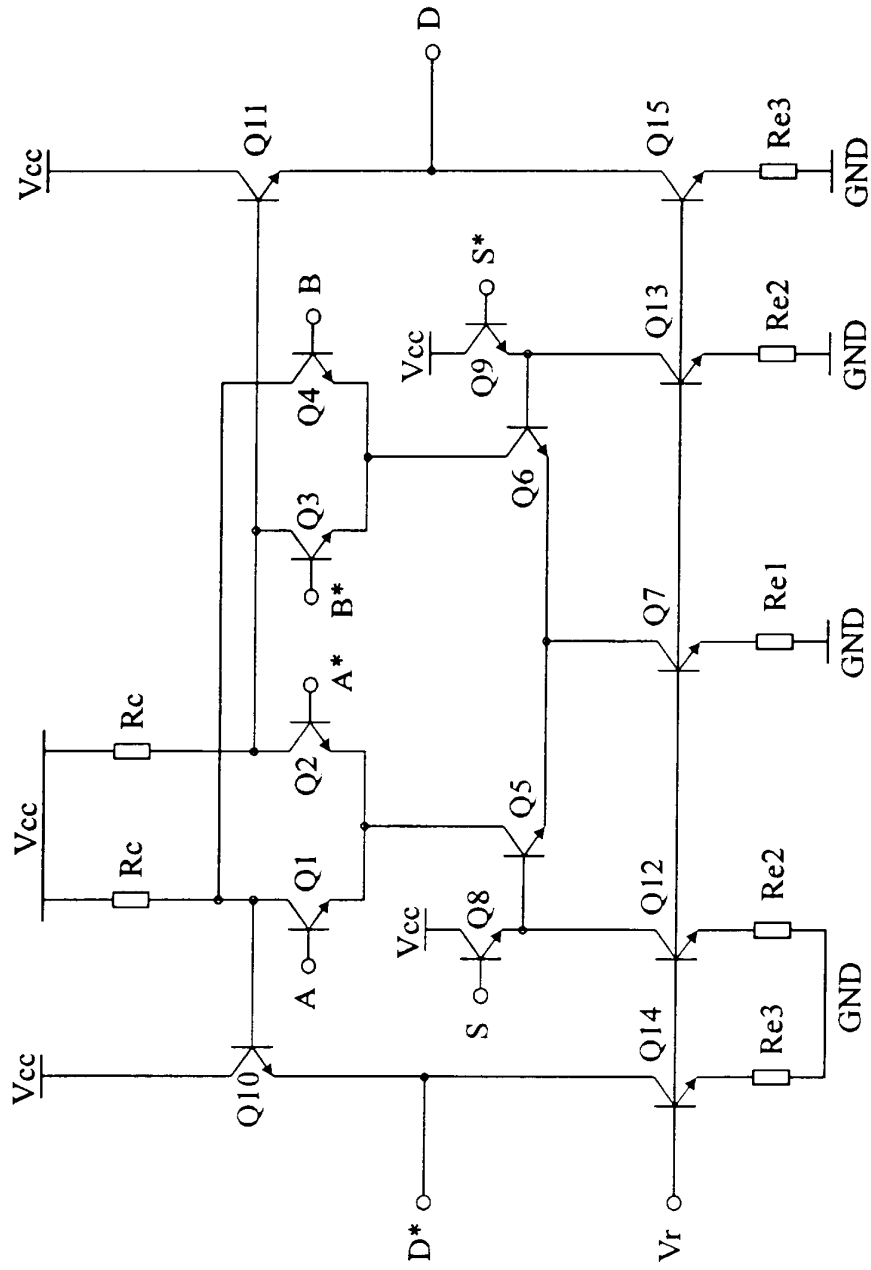 Vcc
Vcc
Vcc
Rc
Rc
Q10
Q11
A
Q1
Q2
A*
B*
Q3
Q4
B
D*
D
S
Vcc
Q8
Q5
Q6
Q9
Vcc
S*
Vr
Q14
Q12
Q7
Q13
Q15
Re3
Re2
Re1
Re2
Re3
GND
GND
GND
GND